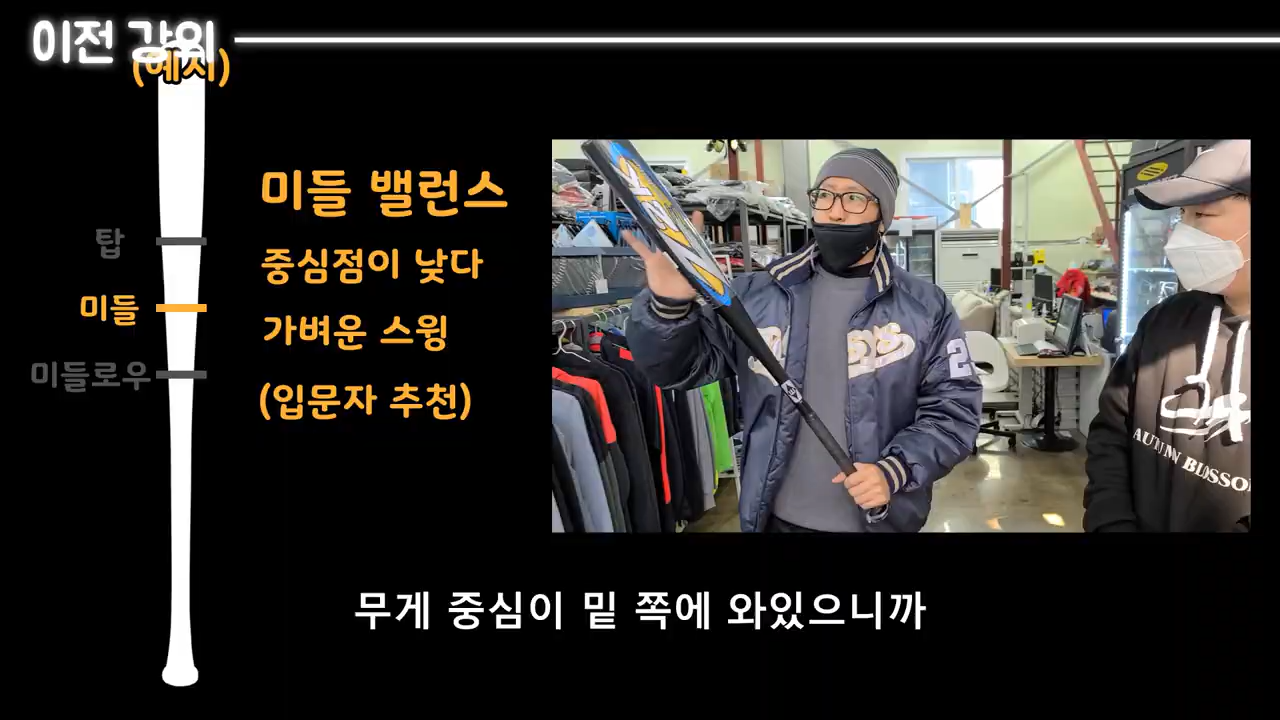 이전 강의
(예시)
탑
미들
미들로우
미들 밸런스
중심점이 낮다
가벼운 스윙
(입문자 추천)
AUTUMN BLOSSO
무게 중심이 밑 쪽에 와있으니까